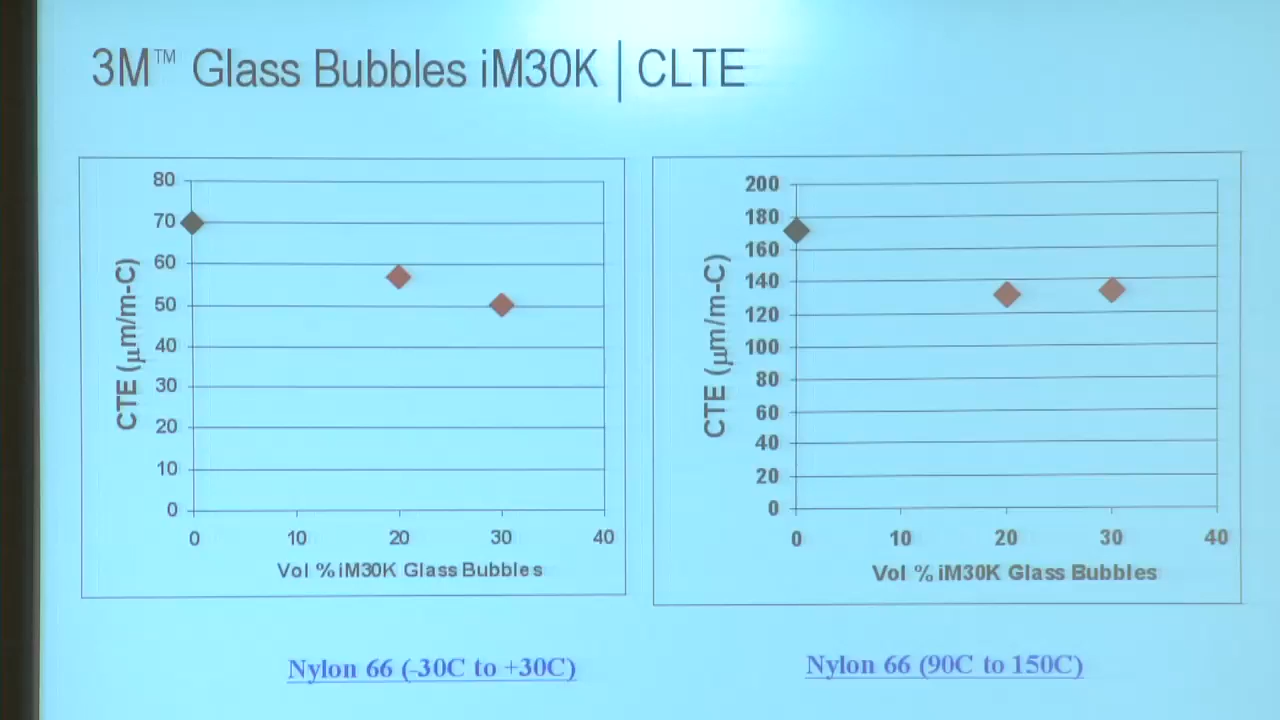 3M™ Glass Bubbles iM30K | CLTE
80
70
60
50
40
30
20
10
0
CTE (μm/m-C)
0 10 20 30 40
Vol % iM30K Glass Bubbles
Nylon 66 (-30C to +30C)
200
180
160
140
120
100
80
60
40
20
0
CTE (μm/m-C)
0 10 20 30 40
Vol % iM30K Glass Bubbles
Nylon 66 (90C to 150C)